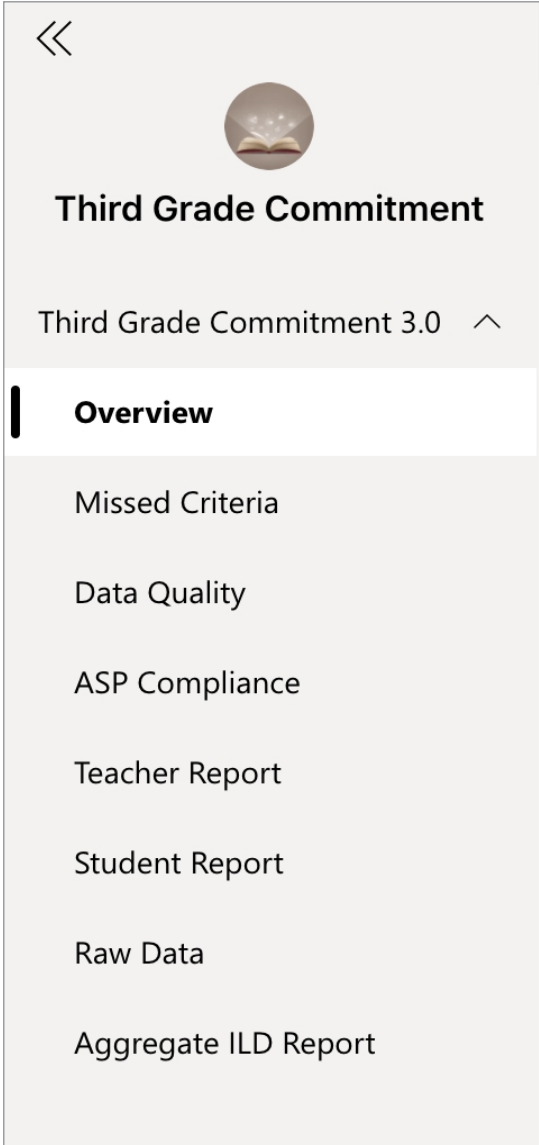 Third Grade Commitment
Third Grade Commitment 3.0
Overview
Missed Criteria
Data Quality
ASP Compliance
Teacher Report
Student Report
Raw Data
Aggregate ILD Report